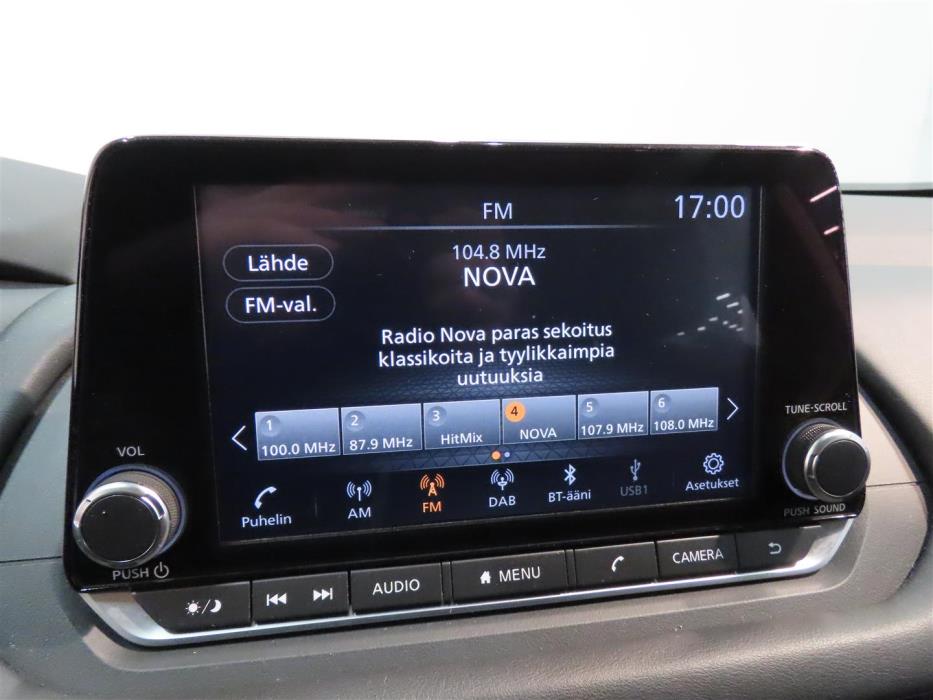 FM
17:00
Lähde
FM-val.
104.8 MHz
NOVA
Radio Nova paras sekoitus
klassikoita ja tyylikkaimpia
uutuuksia
1 2 3 4 5 6
100.0 MHz 87.9 MHz HitMix NOVA 107.9 MHz 108.0 MHz
Puhelin AM FM DAB BT-ääni USB1 Asetukset
VOL
PUSH
TUNE·SCROLL
PUSH SOUND
AUDIO MENU CAMERA